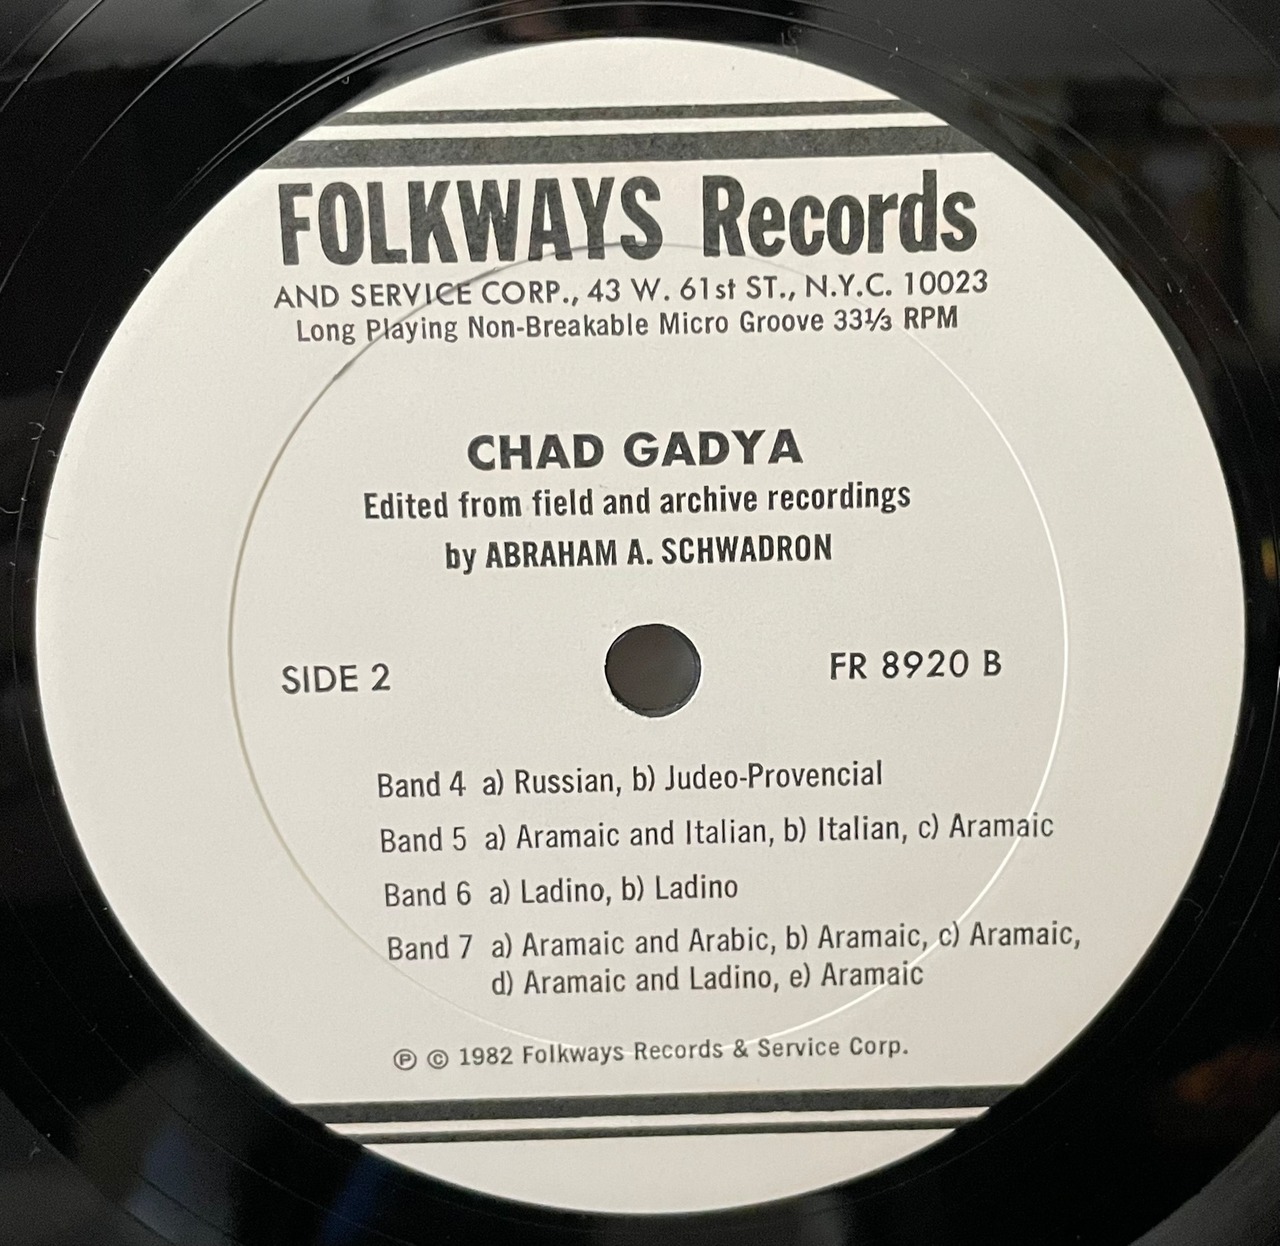 FOLKWAYS Records
AND SERVICE CORP., 43 W. 61st ST., N.Y.C. 10023
Long Playing Non-Breakable Micro Groove 33⅓ RPM
CHAD GADYA
Edited from field and archive recordings
by ABRAHAM A. SCHWADRON
SIDE 2
FR 8920 B
Band 4 a) Russian, b) Judeo-Provencial
Band 5 a) Aramaic and Italian, b) Italian, c) Aramaic
Band 6 a) Ladino, b) Ladino
Band 7 a) Aramaic and Arabic, b) Aramaic, c) Aramaic,
d) Aramaic and Ladino, e) Aramaic
℗ © 1982 Folkways Records & Service Corp.